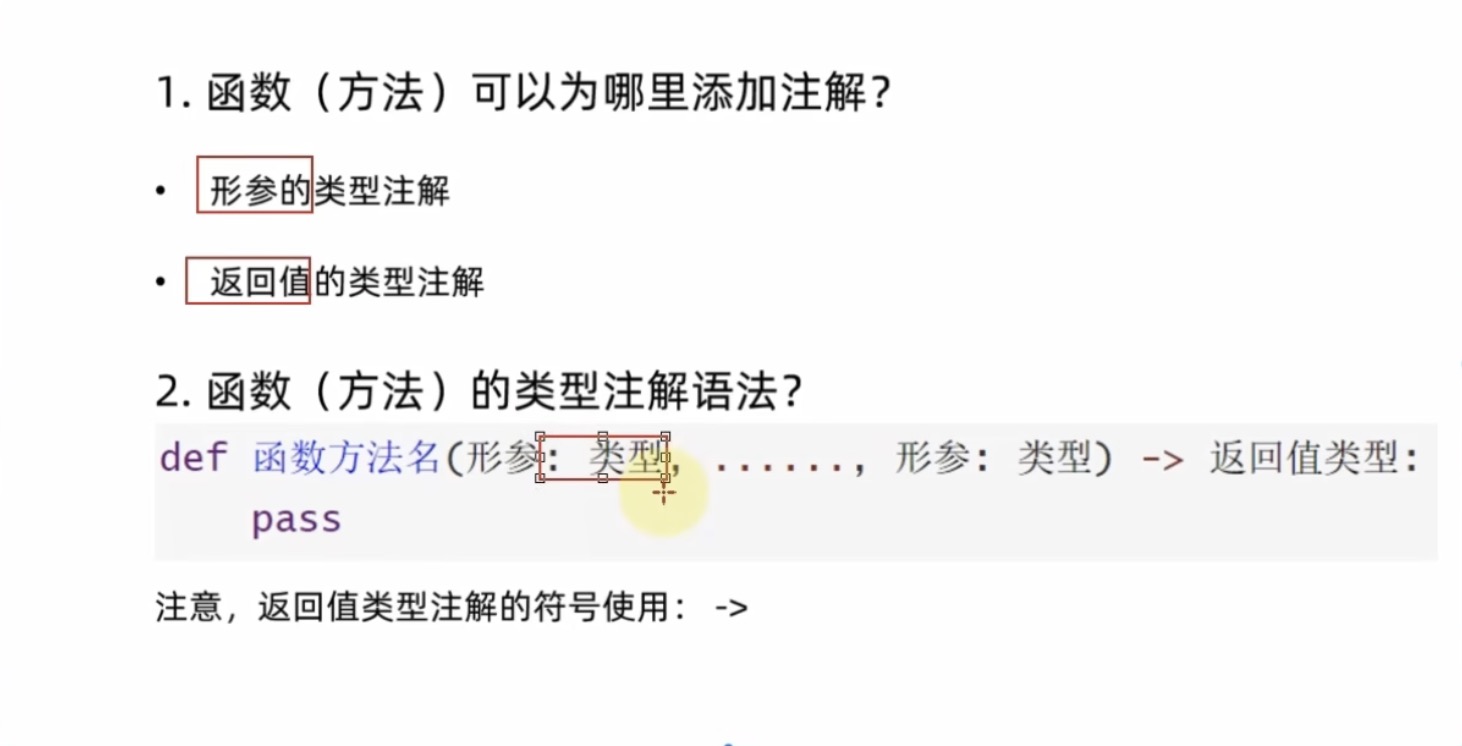 1. 函数（方法）可以为哪里添加注解？
• 形参的类型注解
• 返回值的类型注解
2. 函数（方法）的类型注解语法？
def 函数方法名(形参: 类型, ......, 形参: 类型) -> 返回值类型:
    pass
注意，返回值类型注解的符号使用： ->